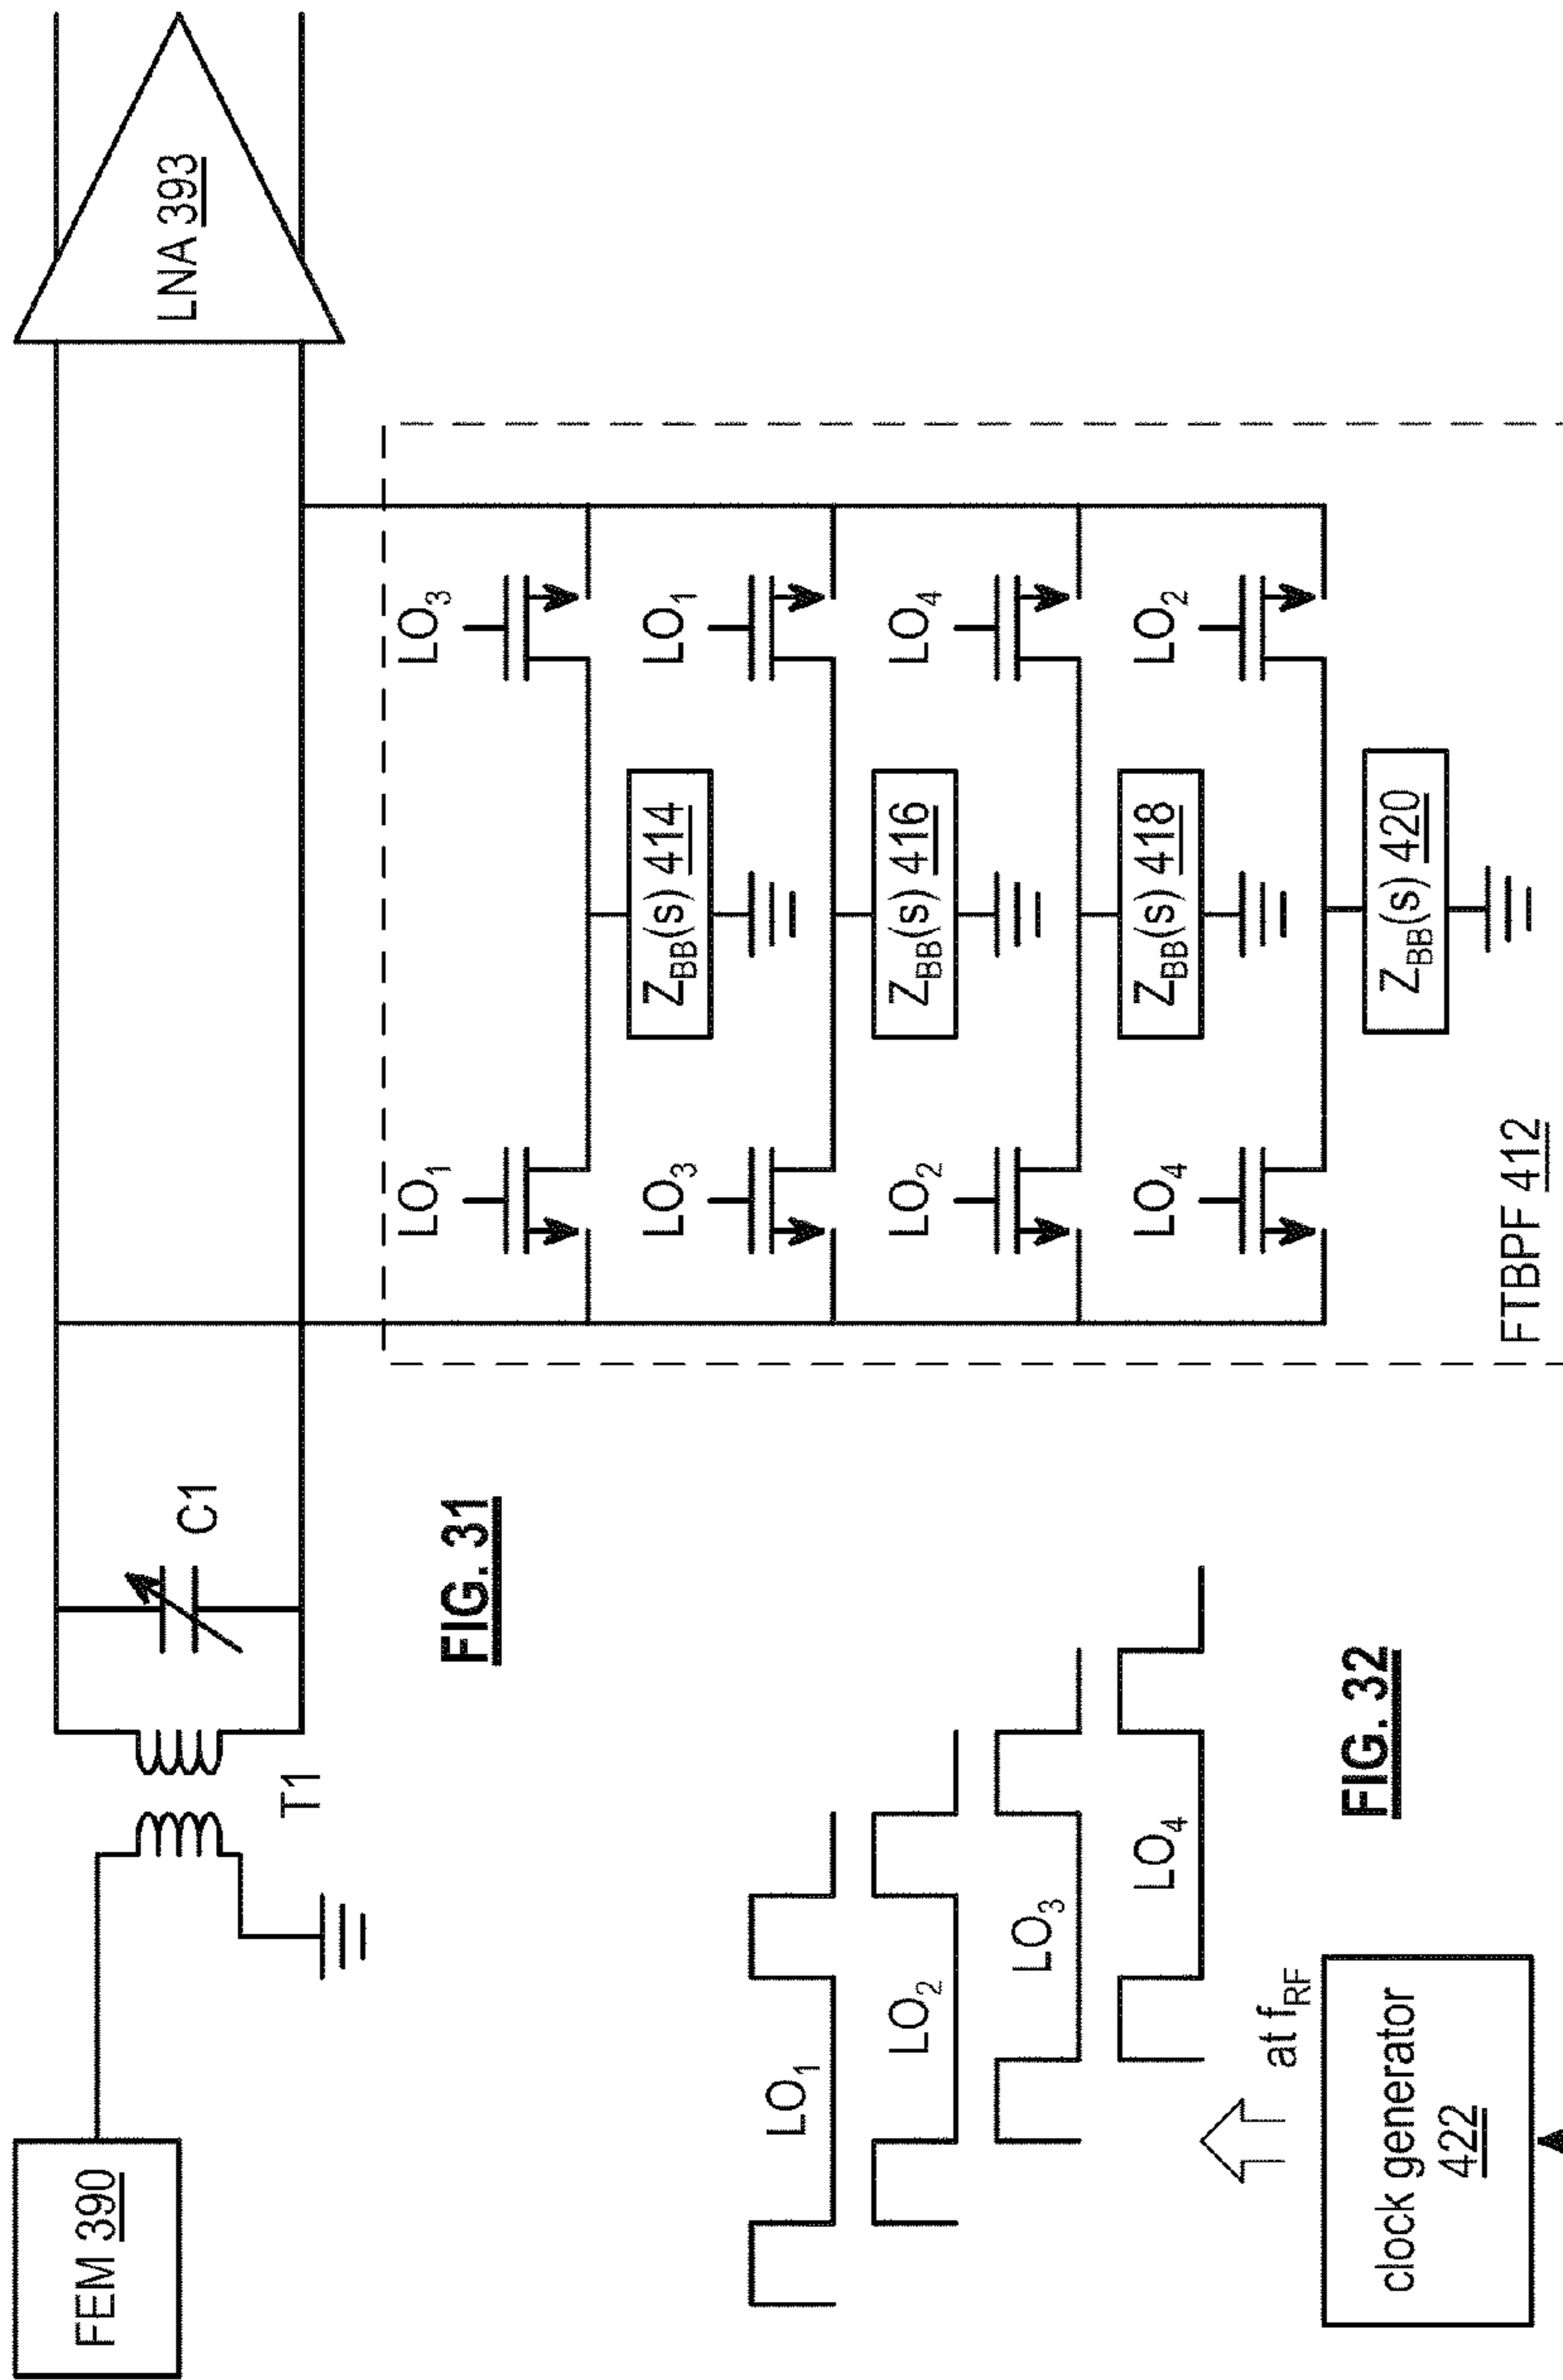 FEM 390
T1
C1
LNA 393
LO1
LO3
ZBB(s) 414
LO3
LO1
ZBB(s) 416
LO2
LO4
ZBB(s) 418
LO4
LO2
ZBB(s) 420
FTBPF 412
FIG. 31
LO1
LO2
LO3
LO4
at fRF
clock generator
422
FIG. 32